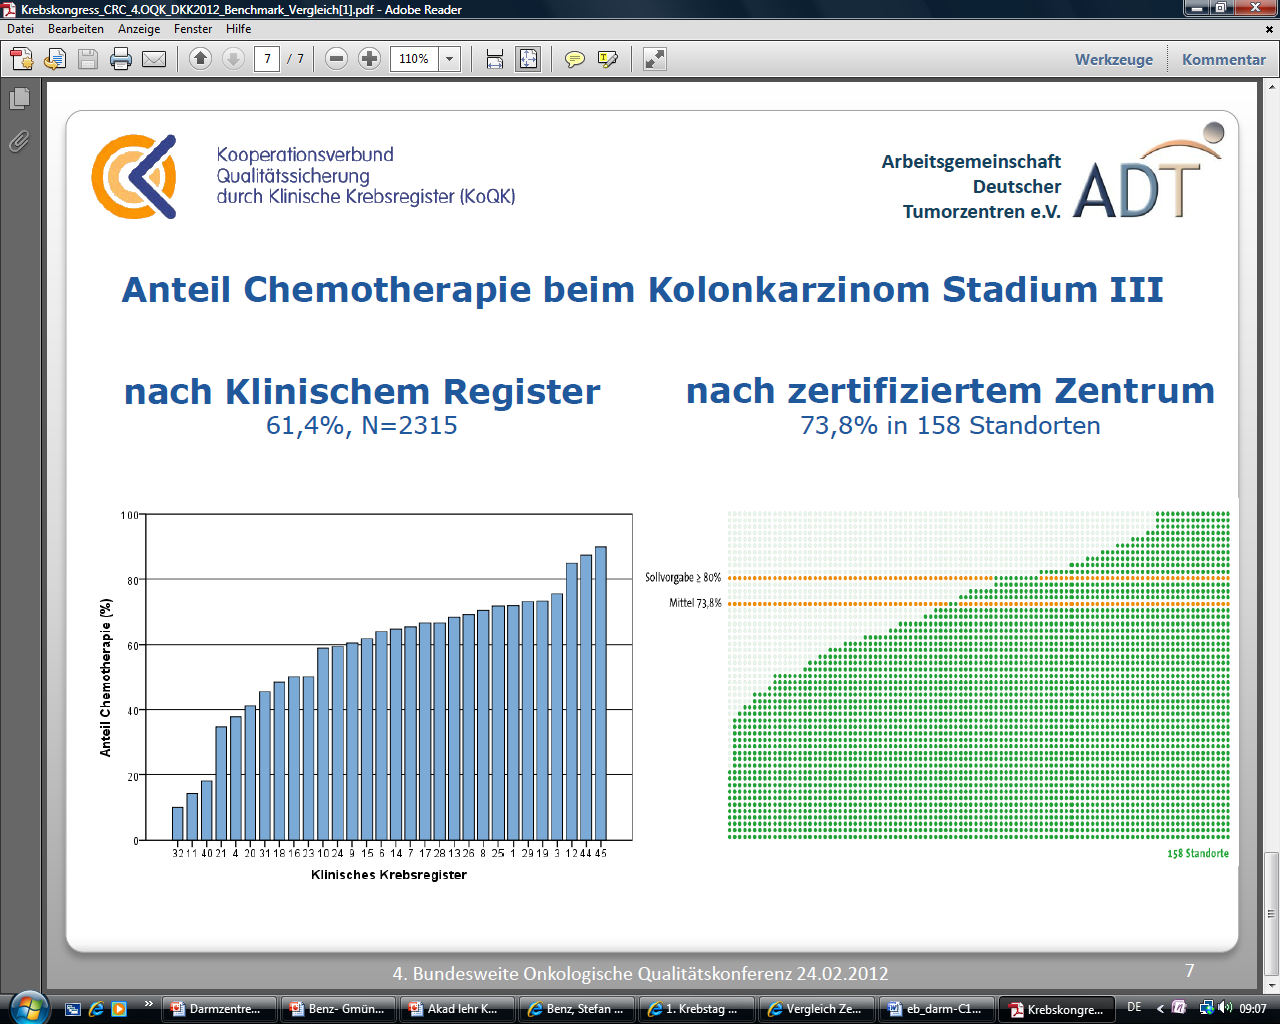 Krebskongress_CRC_4.OQK_DKK2012_Benchmark_Vergleich[1].pdf - Adobe Reader
Datei Bearbeiten Anzeige Fenster Hilfe
7 / 7 110% Werkzeuge Kommentar
Kooperationsverbund
Qualitätssicherung
durch Klinische Krebsregister (KoQK)
Arbeitsgemeinschaft
Deutscher
Tumorzentren e.V.
ADT
Anteil Chemotherapie beim Kolonkarzinom Stadium III
nach Klinischem Register
61,4%, N=2315
nach zertifiziertem Zentrum
73,8% in 158 Standorten
Anteil Chemotherapie (%)
100
80
60
40
20
0
32 11 40 21 4 20 31 18 16 23 10 24 9 15 6 14 7 17 28 13 26 8 25 1 29 19 3 12 44 45
Klinisches Krebsregister
Sollvorgabe ≥ 80%
Mittel 73,8%
158 Standorte
4. Bundesweite Onkologische Qualitätskonferenz 24.02.2012
7
Darmzentre... Benz- Gmün... Akad lehr K... Benz, Stefan ... 1. Krebstag ... Vergleich Ze... eb_darm-C1... Krebskongre... DE 09:07